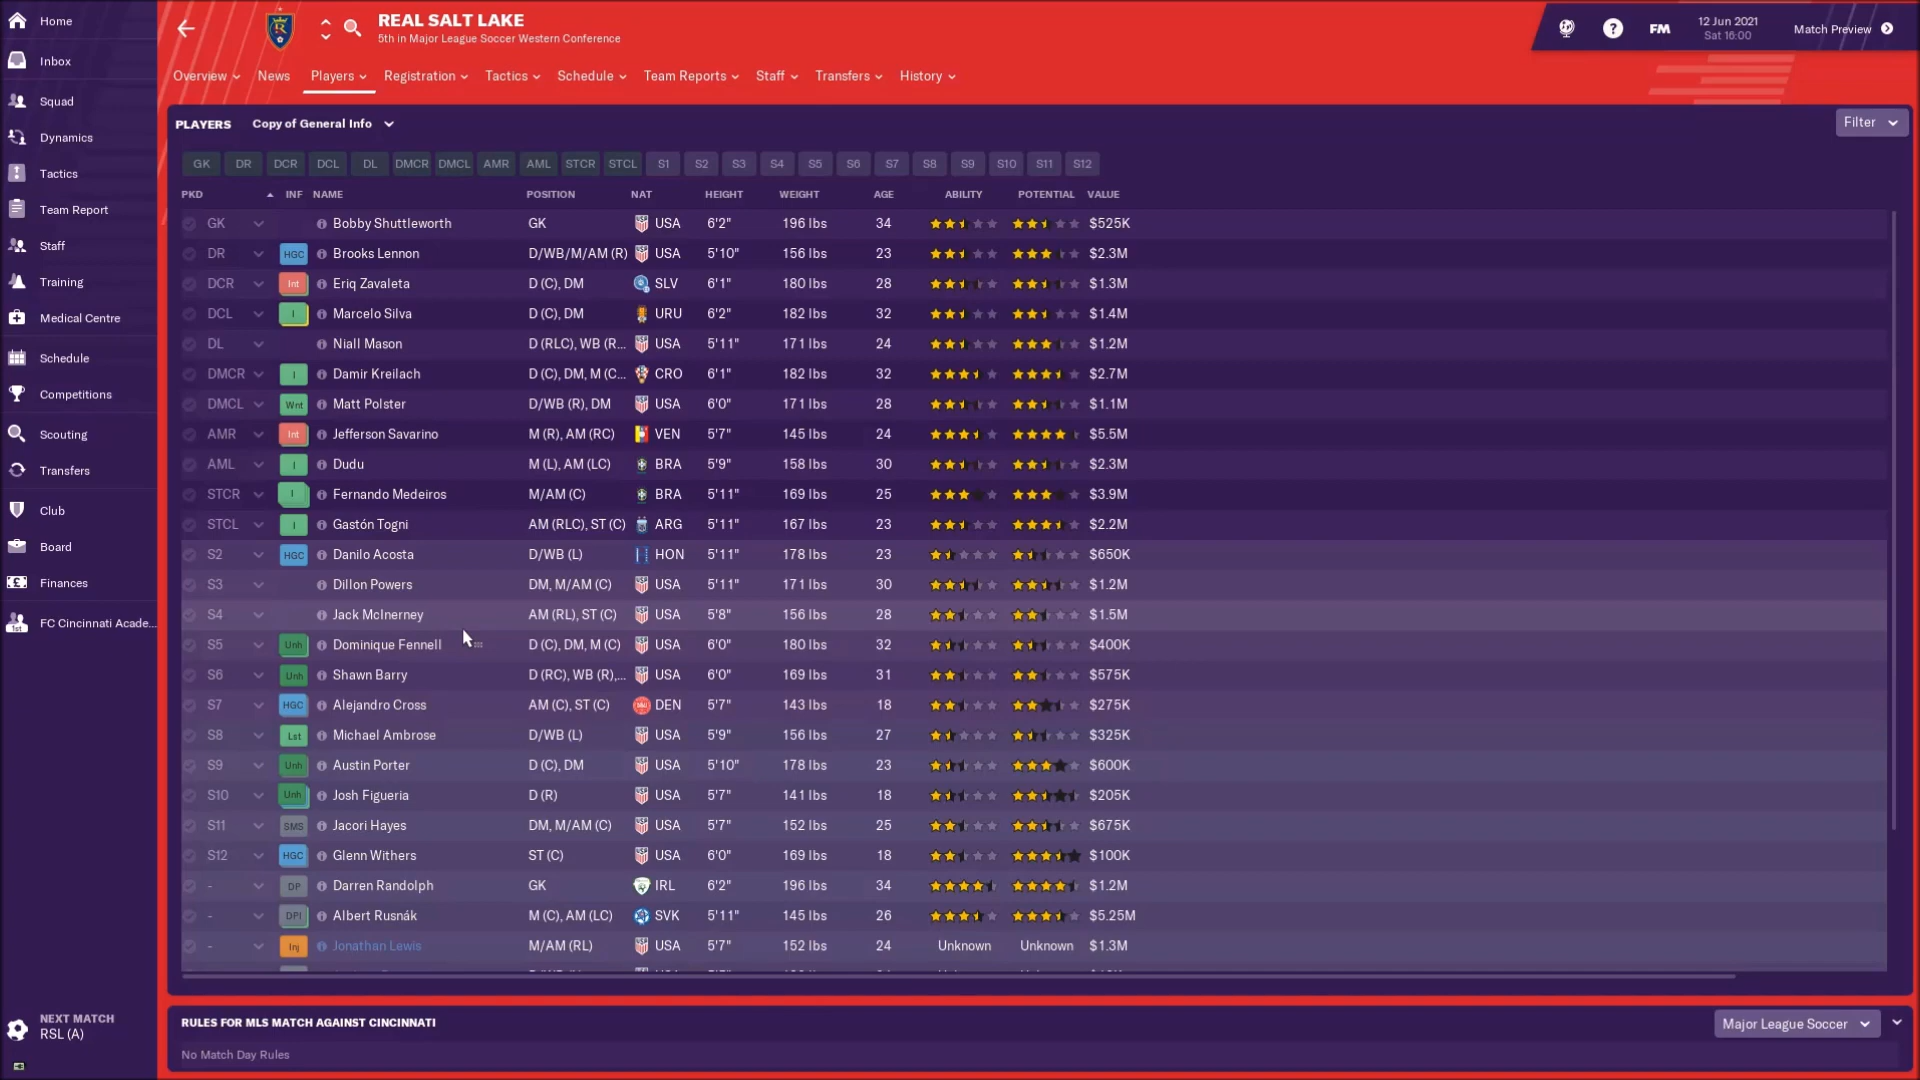 Home
Inbox
Squad
Dynamics
Tactics
Team Report
Staff
Training
Medical Centre
Schedule
Competitions
Scouting
Transfers
Club
Board
Finances
FC Cincinnati Acade...
NEXT MATCH
RSL (A)
REAL SALT LAKE
5th in Major League Soccer Western Conference
FM
12 Jun 2021
Sat 16:00
Match Preview
Overview News Players Registration Tactics Schedule Team Reports Staff Transfers History
PLAYERS Copy of General Info Filter
GK DR DCR DCL DL DMCR DMCL AMR AML STCR STCL S1 S2 S3 S4 S5 S6 S7 S8 S9 S10 S11 S12
PKD INF NAME POSITION NAT HEIGHT WEIGHT AGE ABILITY POTENTIAL VALUE
GK Bobby Shuttleworth GK USA 6'2" 196 lbs 34 $525K
DR HGC Brooks Lennon D/WB/M/AM (R) USA 5'10" 156 lbs 23 $2.3M
DCR Int Eriq Zavaleta D (C), DM SLV 6'1" 180 lbs 28 $1.3M
DCL I Marcelo Silva D (C), DM URU 6'2" 182 lbs 32 $1.4M
DL Niall Mason D (RLC), WB (R... USA 5'11" 171 lbs 24 $1.2M
DMCR I Damir Kreilach D (C), DM, M (C... CRO 6'1" 182 lbs 32 $2.7M
DMCL Wnt Matt Polster D/WB (R), DM USA 6'0" 171 lbs 28 $1.1M
AMR Int Jefferson Savarino M (R), AM (RC) VEN 5'7" 145 lbs 24 $5.5M
AML I Dudu M (L), AM (LC) BRA 5'9" 158 lbs 30 $2.3M
STCR I Fernando Medeiros M/AM (C) BRA 5'11" 169 lbs 25 $3.9M
STCL I Gastón Togni AM (RLC), ST (C) ARG 5'11" 167 lbs 23 $2.2M
S2 HGC Danilo Acosta D/WB (L) HON 5'11" 178 lbs 23 $650K
S3 Dillon Powers DM, M/AM (C) USA 5'11" 171 lbs 30 $1.2M
S4 Jack McInerney AM (RL), ST (C) USA 5'8" 156 lbs 28 $1.5M
S5 Unh Dominique Fennell D (C), DM, M (C) USA 6'0" 180 lbs 32 $400K
S6 Unh Shawn Barry D (RC), WB (R),... USA 6'0" 169 lbs 31 $575K
S7 HGC Alejandro Cross AM (C), ST (C) DEN 5'7" 143 lbs 18 $275K
S8 Lst Michael Ambrose D/WB (L) USA 5'9" 156 lbs 27 $325K
S9 Unh Austin Porter D (C), DM USA 5'10" 178 lbs 23 $600K
S10 Unh Josh Figueria D (R) USA 5'7" 141 lbs 18 $205K
S11 SMS Jacori Hayes DM, M/AM (C) USA 5'7" 152 lbs 25 $675K
S12 HGC Glenn Withers ST (C) USA 6'0" 169 lbs 18 $100K
- DP Darren Randolph GK IRL 6'2" 196 lbs 34 $1.2M
- DPI Albert Rusnák M (C), AM (LC) SVK 5'11" 145 lbs 26 $5.25M
- Inj Jonathan Lewis M/AM (RL) USA 5'7" 152 lbs 24 Unknown Unknown $1.3M
RULES FOR MLS MATCH AGAINST CINCINNATI Major League Soccer
No Match Day Rules